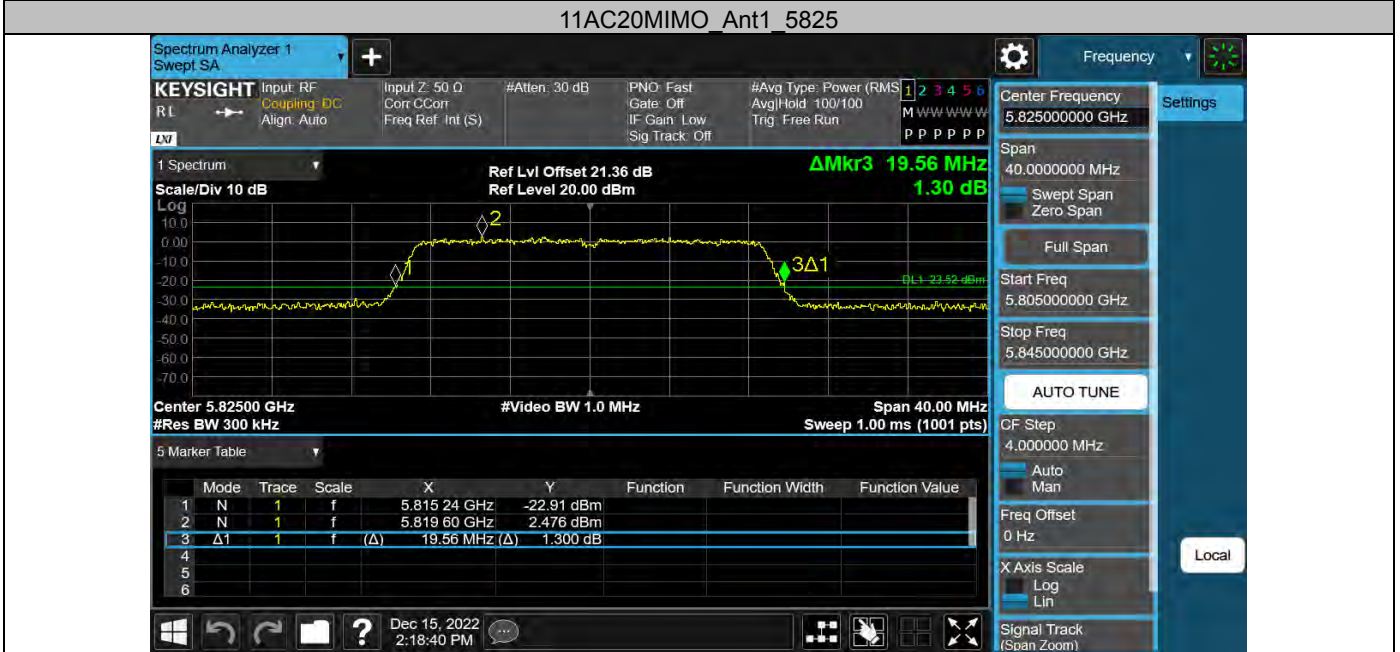 11AC20MIMO_Ant1_5825
Spectrum Analyzer 1
Swept SA
+
Frequency
KEYSIGHT
RL
LXI
Input: RF
Coupling: DC
Align: Auto
Input Z: 50 Ω
Corr CCorr
Freq Ref: Int (S)
#Atten: 30 dB
PNO: Fast
Gate: Off
IF Gain: Low
Sig Track: Off
#Avg Type: Power (RMS
Avg|Hold: 100/100
Trig: Free Run
1 2 3 4 5 6
M W W W W W
P P P P P P
Center Frequency
5.825000000 GHz
Settings
Span
40.0000000 MHz
Swept Span
Zero Span
Full Span
Start Freq
5.805000000 GHz
Stop Freq
5.845000000 GHz
AUTO TUNE
CF Step
4.000000 MHz
Auto
Man
Freq Offset
0 Hz
X Axis Scale
Log
Lin
Signal Track
(Span Zoom)
Local
1 Spectrum
Scale/Div 10 dB
Ref Lvl Offset 21.36 dB
Ref Level 20.00 dBm
ΔMkr3 19.56 MHz
1.30 dB
Log
10.0
0.00
-10.0
-20.0
-30.0
-40.0
-50.0
-60.0
-70.0
2
1
3Δ1
DL1 -23.52 dBm
Center 5.82500 GHz
#Video BW 1.0 MHz
Span 40.00 MHz
#Res BW 300 kHz
Sweep 1.00 ms (1001 pts)
5 Marker Table
Mode Trace Scale X Y Function Function Width Function Value
1 N 1 f 5.815 24 GHz -22.91 dBm
2 N 1 f 5.819 60 GHz 2.476 dBm
3 Δ1 1 f (Δ) 19.56 MHz (Δ) 1.300 dB
4
5
6
?
Dec 15, 2022
2:18:40 PM